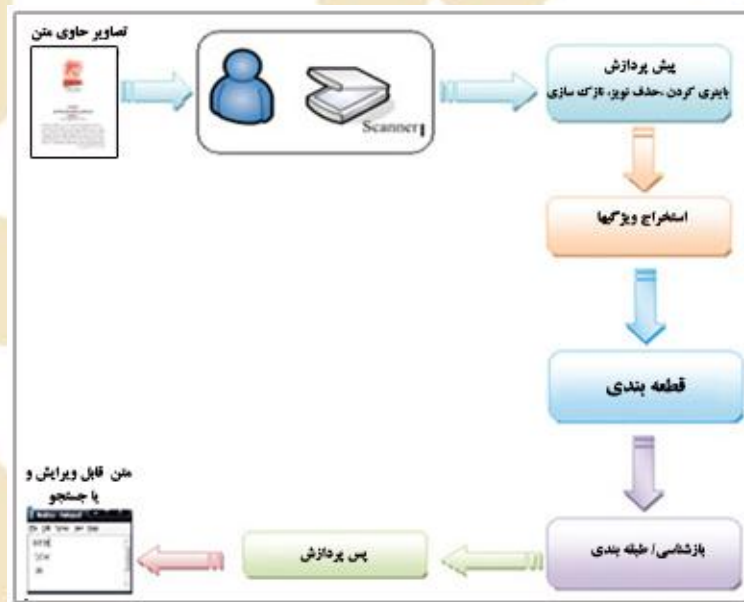 تصاویر حاوی متن
Scanner
پیش پردازش
باینری کردن ،حذف نویز، نازک سازی
استخراج ویژگیها
قطعه بندی
بازشناسی/ طبقه بندی
پس پردازش
متن قابل ویرایش و
یا جستجو